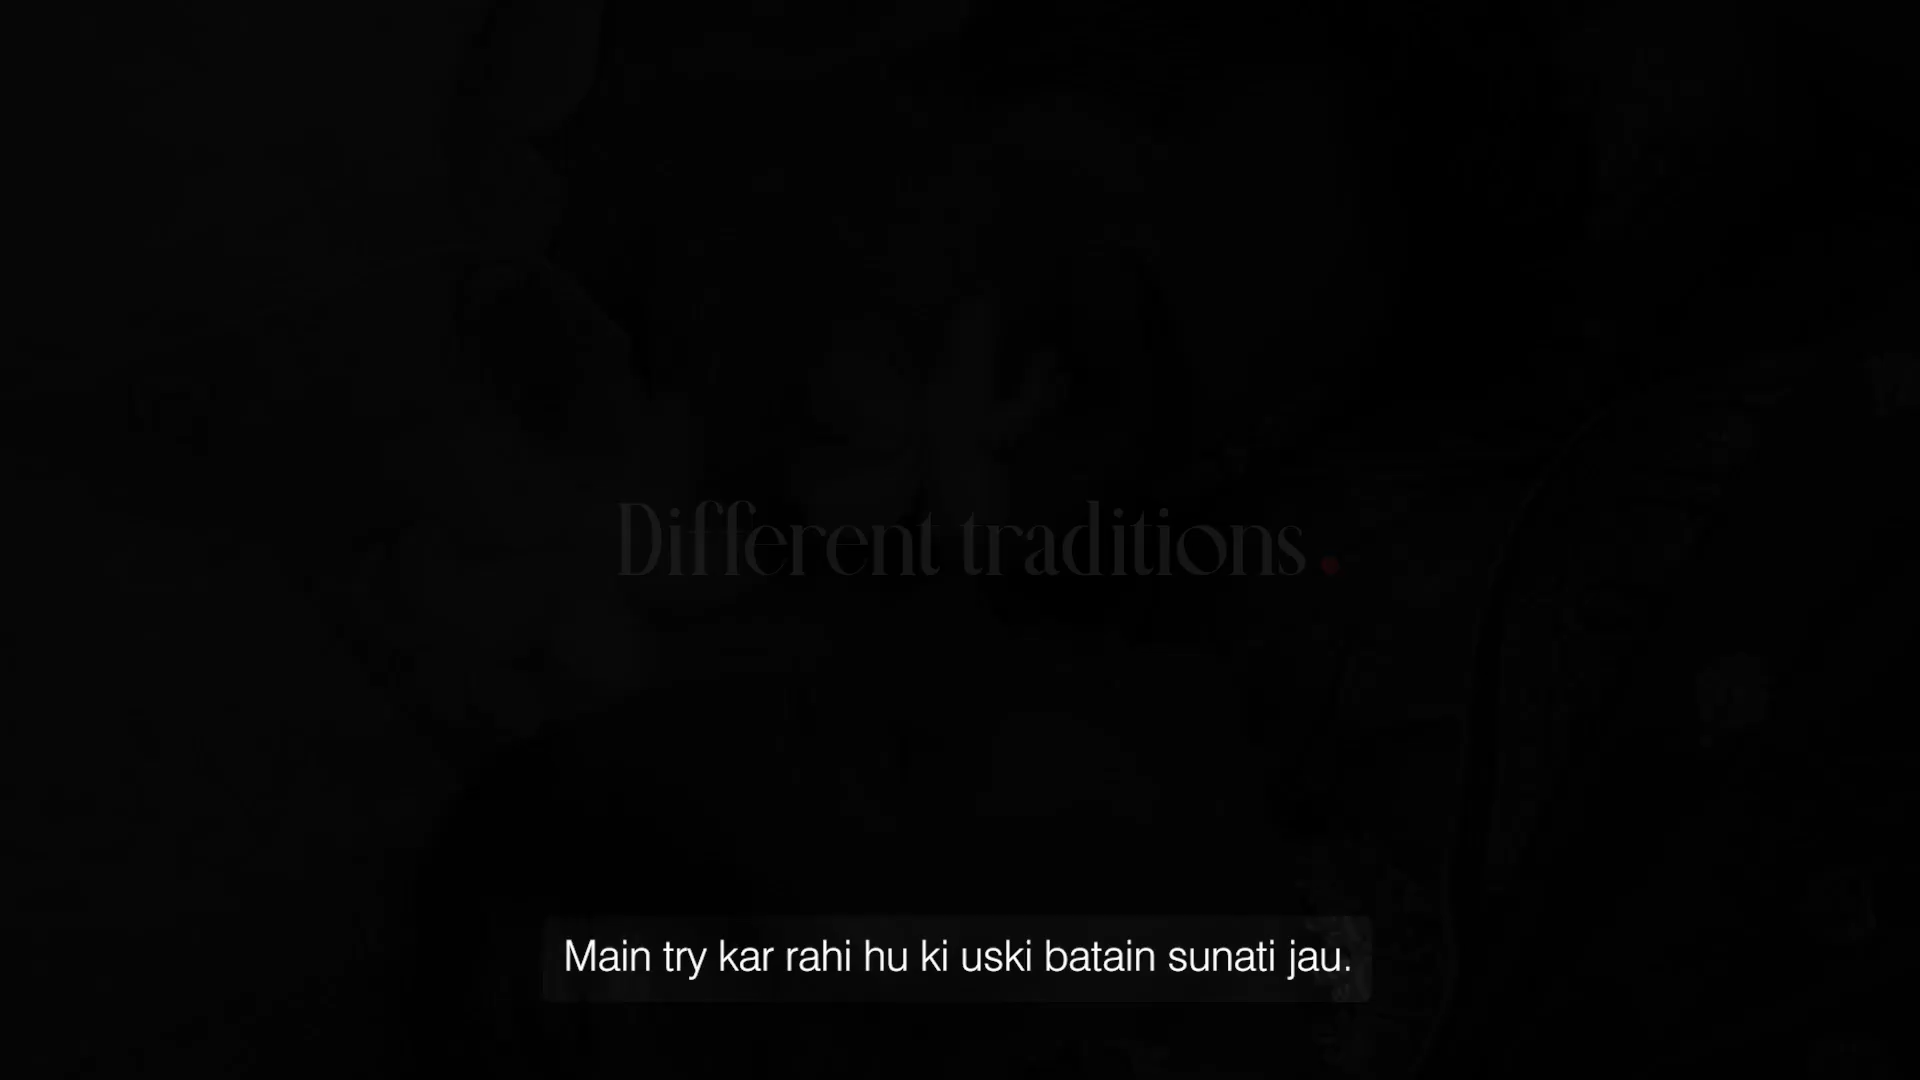 Different traditions.
Main try kar rahi hu ki uski batain sunati jau.